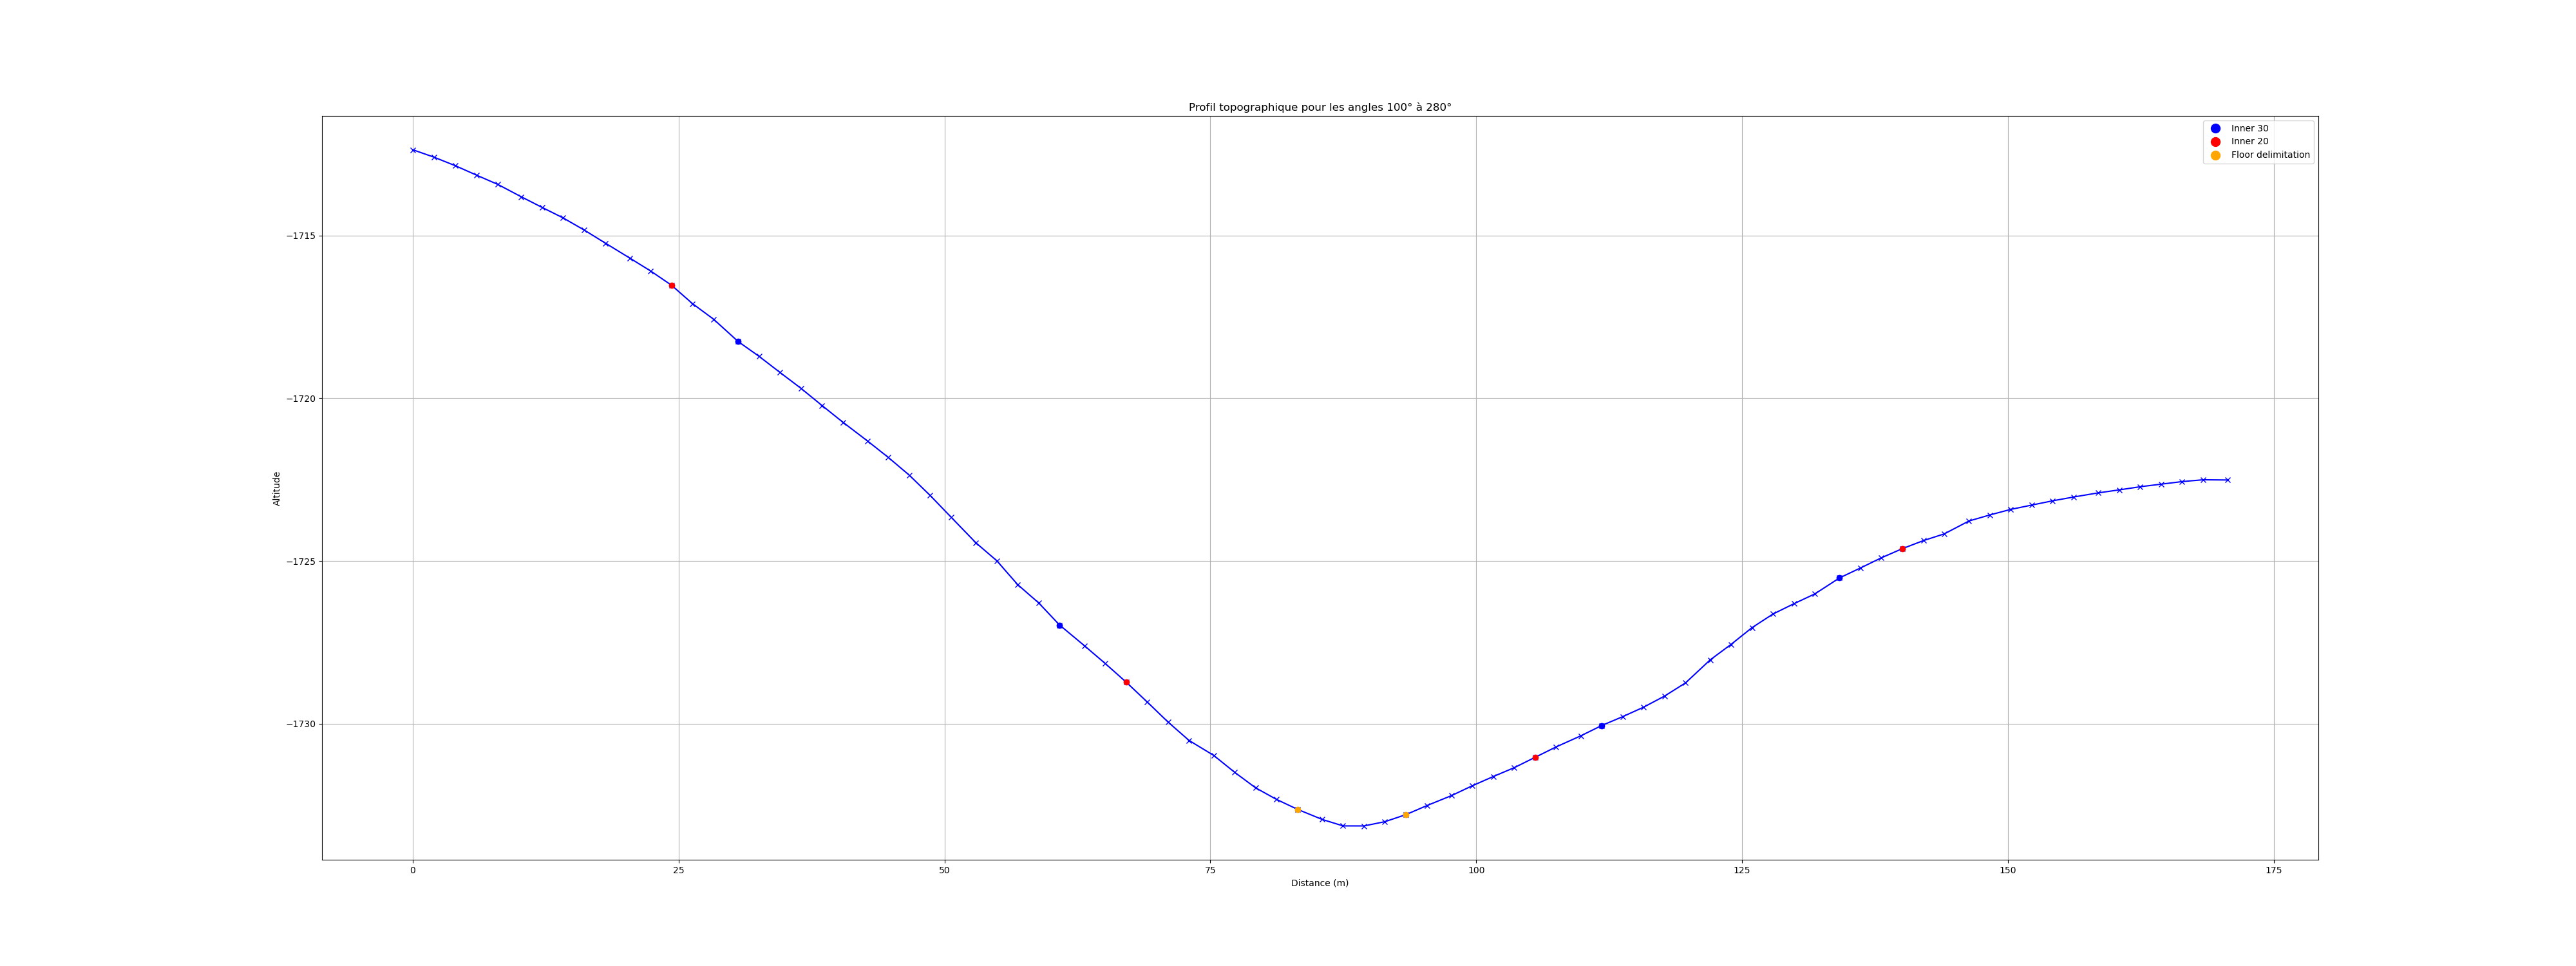 Profil topographique pour les angles 100° à 280°
Inner 30
Inner 20
Floor delimitation
−1715
−1720
−1725
−1730
Altitude
0 25 50 75 100 125 150 175
Distance (m)